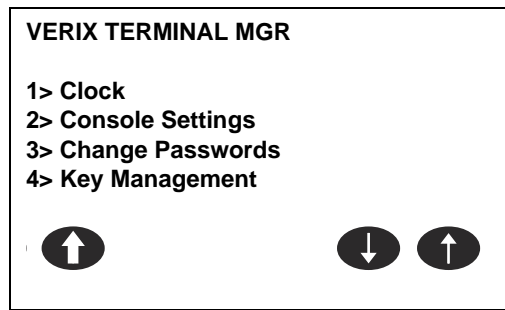 VERIX TERMINAL MGR
1> Clock
2> Console Settings
3> Change Passwords
4> Key Management